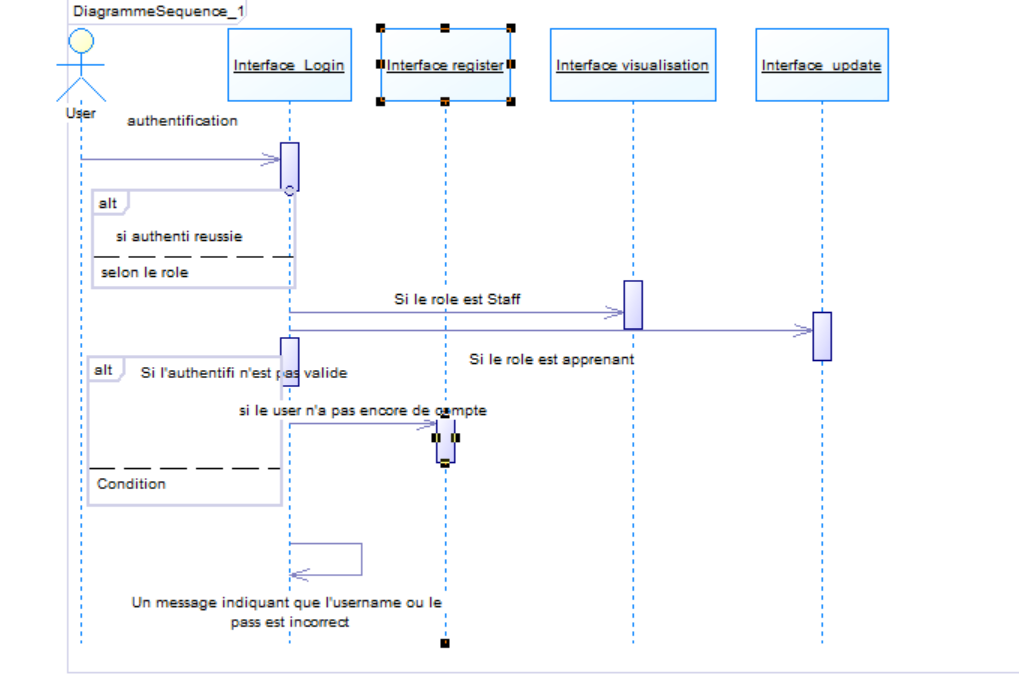 DiagrammeSequence_1
Interface_Login
Interface register
Interface visualisation
Interface_update
User
authentification
alt
si authenti reussie
selon le role
Si le role est Staff
Si le role est apprenant
alt
Si l'authentifi n'est pas valide
si le user n'a pas encore de compte
Condition
Un message indiquant que l'username ou le
pass est incorrect